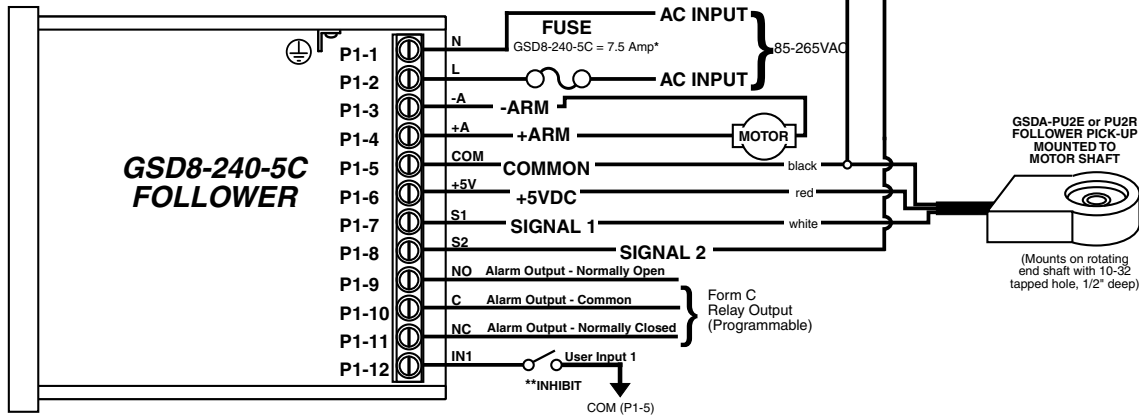 AC INPUT
FUSE
GSD8-240-5C = 7.5 Amp*
85-265VAC
P1-1 N
P1-2 L AC INPUT
P1-3 -A -ARM
P1-4 +A +ARM MOTOR
P1-5 COM COMMON black
P1-6 +5V +5VDC red
P1-7 S1 SIGNAL 1 white
P1-8 S2 SIGNAL 2
P1-9 NO Alarm Output - Normally Open
P1-10 C Alarm Output - Common
P1-11 NC Alarm Output - Normally Closed
P1-12 IN1 User Input 1
**INHIBIT
COM (P1-5)
GSD8-240-5C
FOLLOWER
Form C
Relay Output
(Programmable)
GSDA-PU2E or PU2R
FOLLOWER PICK-UP
MOUNTED TO
MOTOR SHAFT
(Mounts on rotating
end shaft with 10-32
tapped hole, 1/2" deep)